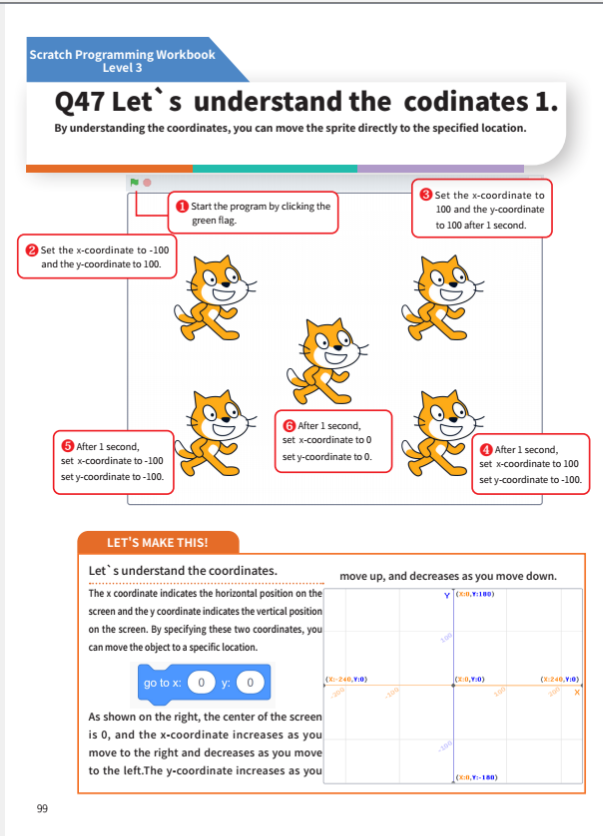 Scratch Programming Workbook
Level 3
Q47 Let`s understand the codinates 1.
By understanding the coordinates, you can move the sprite directly to the specified location.
1 Start the program by clicking the
green flag.
2 Set the x-coordinate to -100
and the y-coordinate to 100.
3 Set the x-coordinate to
100 and the y-coordinate
to 100 after 1 second.
4 After 1 second,
set x-coordinate to 100
set y-coordinate to -100.
5 After 1 second,
set x-coordinate to -100
set y-coordinate to -100.
6 After 1 second,
set x-coordinate to 0
set y-coordinate to 0.
LET'S MAKE THIS!
Let`s understand the coordinates.
The x coordinate indicates the horizontal position on the
screen and the y coordinate indicates the vertical position
on the screen. By specifying these two coordinates, you
can move the object to a specific location.
go to x: 0 y: 0
As shown on the right, the center of the screen
is 0, and the x-coordinate increases as you
move to the right and decreases as you move
to the left.The y-coordinate increases as you
move up, and decreases as you move down.
Y (X:0,Y:180)
100
(X:-240,Y:0) (X:0,Y:0) (X:240,Y:0)
-200 -100 100 200 X
-100
(X:0,Y:-180)
99